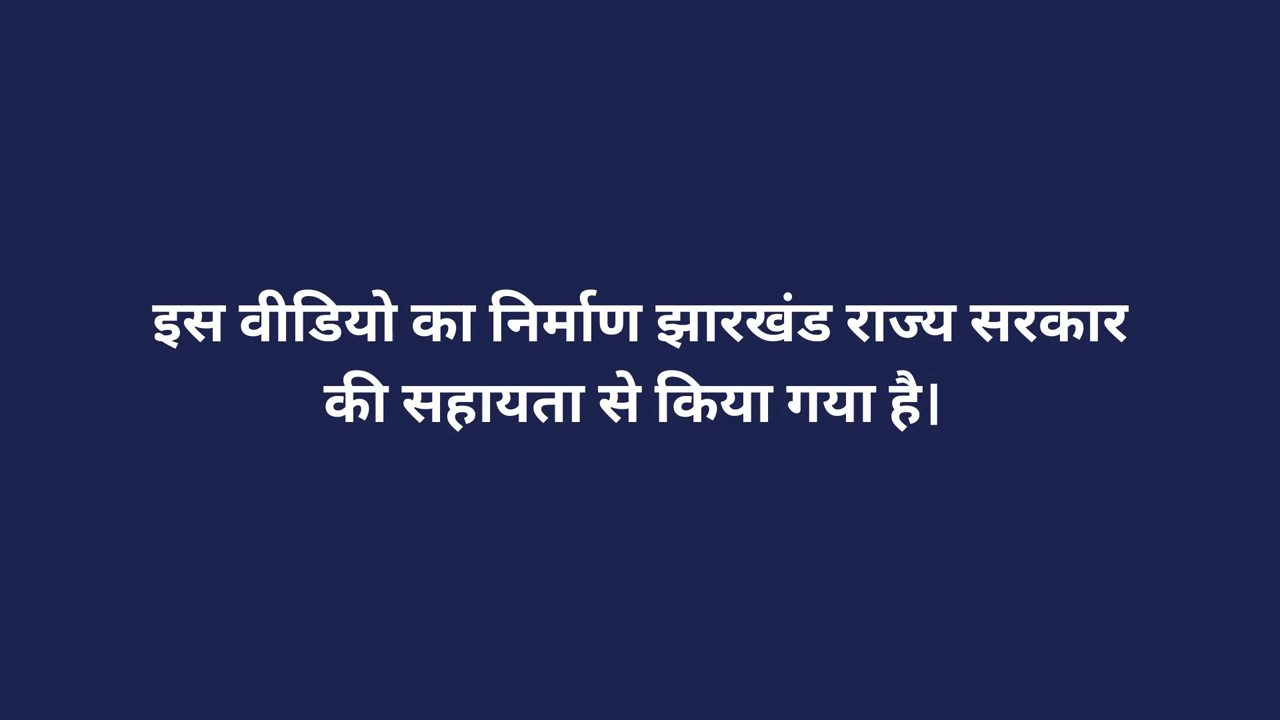 इस वीडियो का निर्माण झारखंड राज्य सरकार
की सहायता से किया गया है।